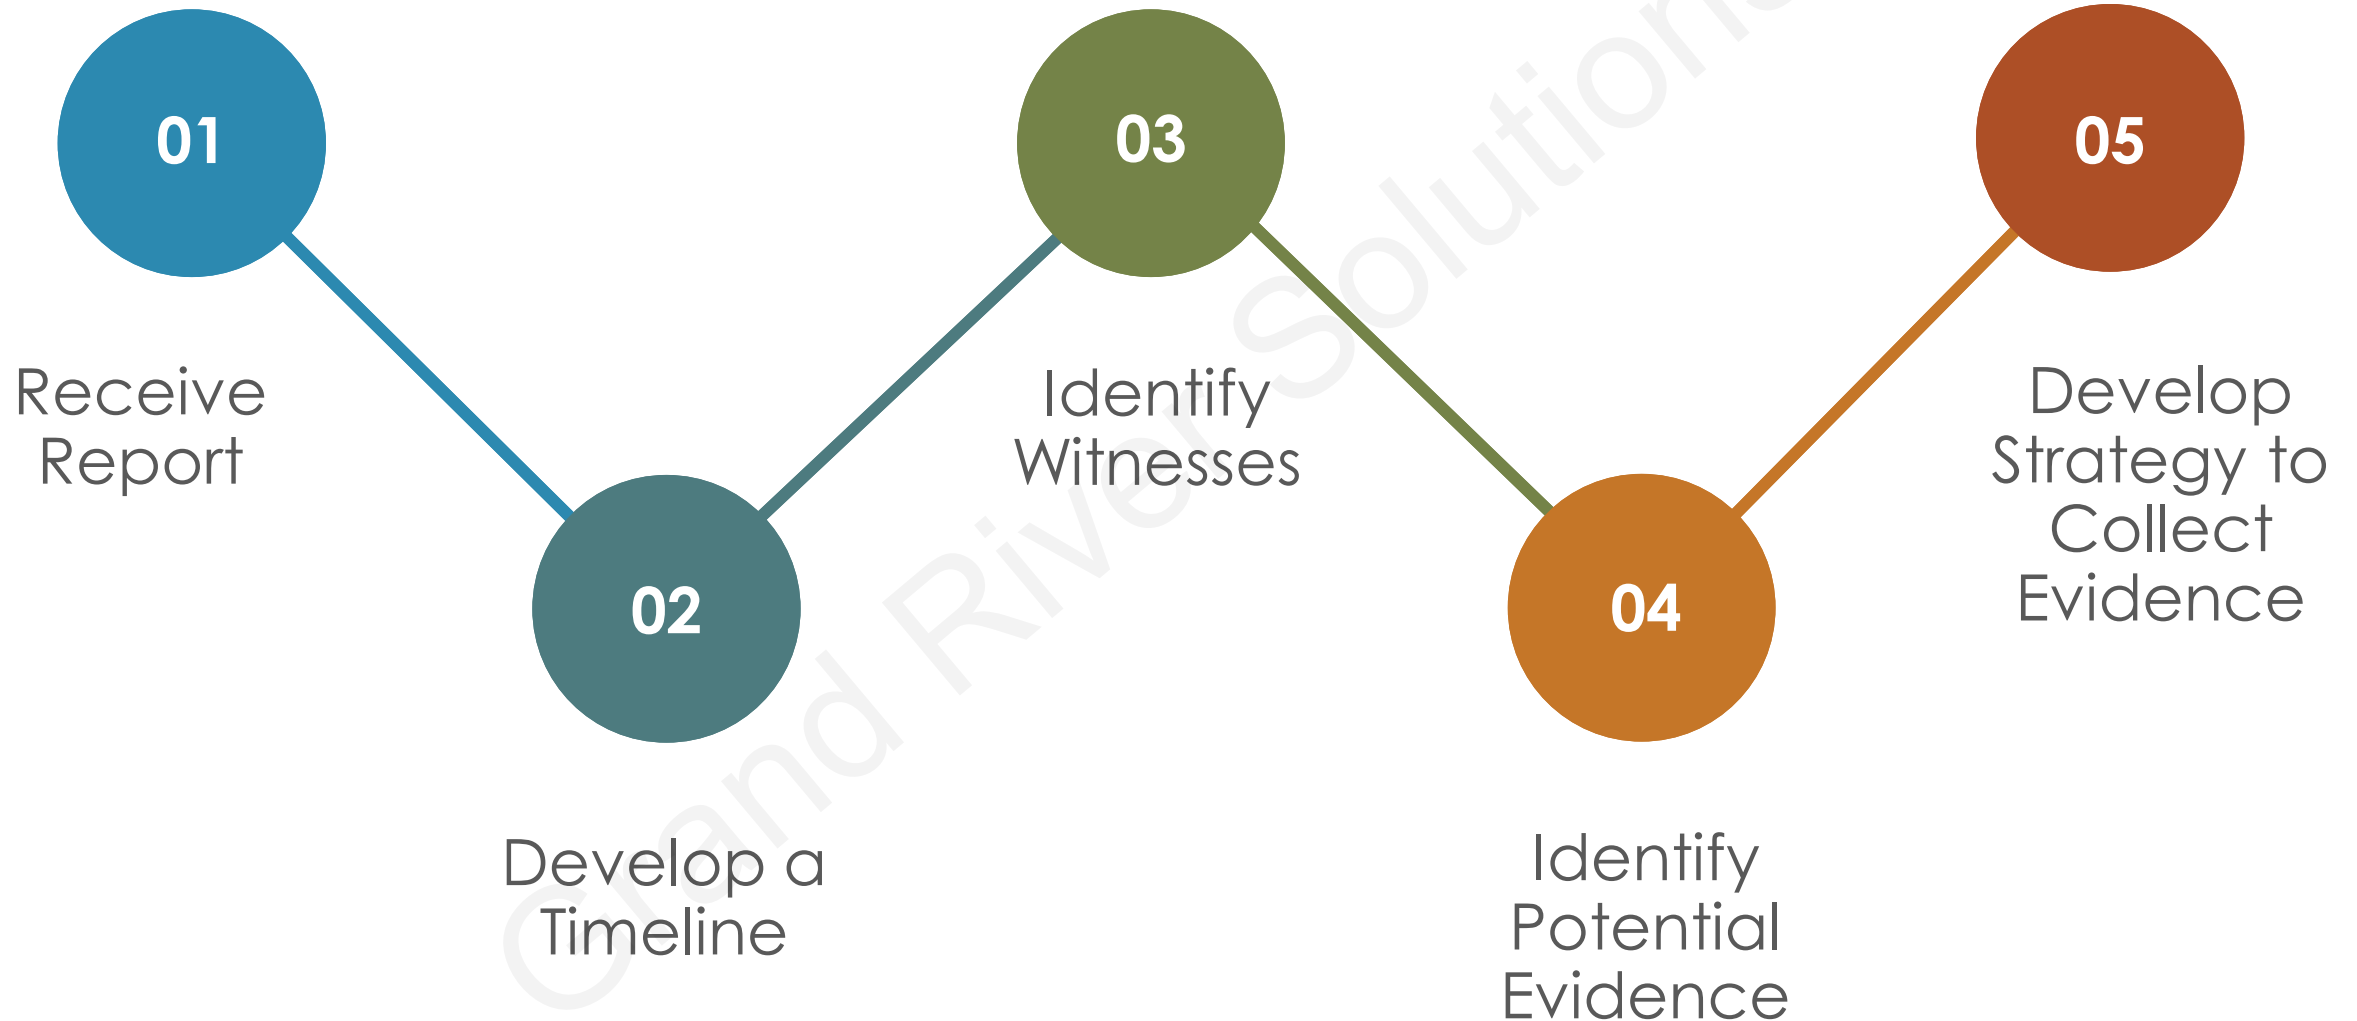 01
Receive
Report
02
Develop a
Timeline
03
Identify
Witnesses
04
Identify
Potential
Evidence
05
Develop
Strategy to
Collect
Evidence
Grand River Solution